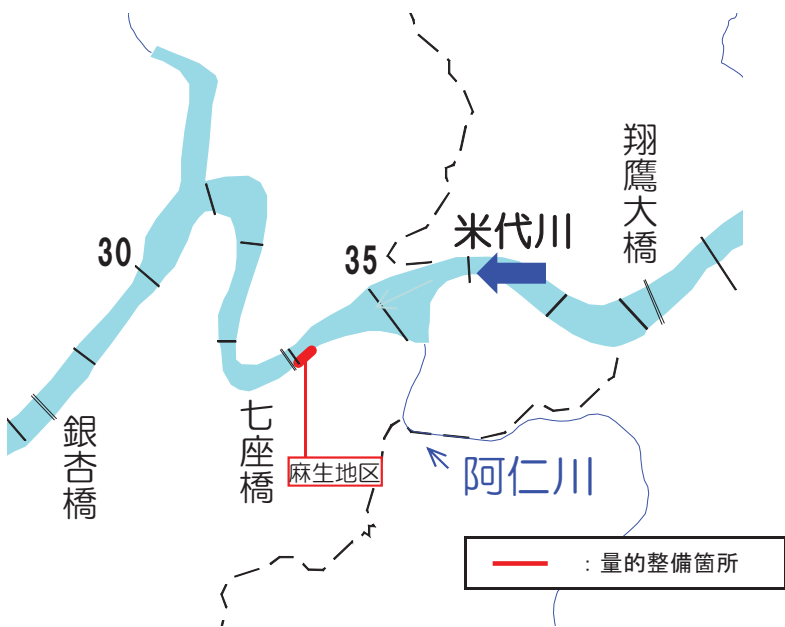 翔鷹大橋
米代川
35
30
七座橋
銀杏橋
麻生地区
阿仁川
：量的整備箇所